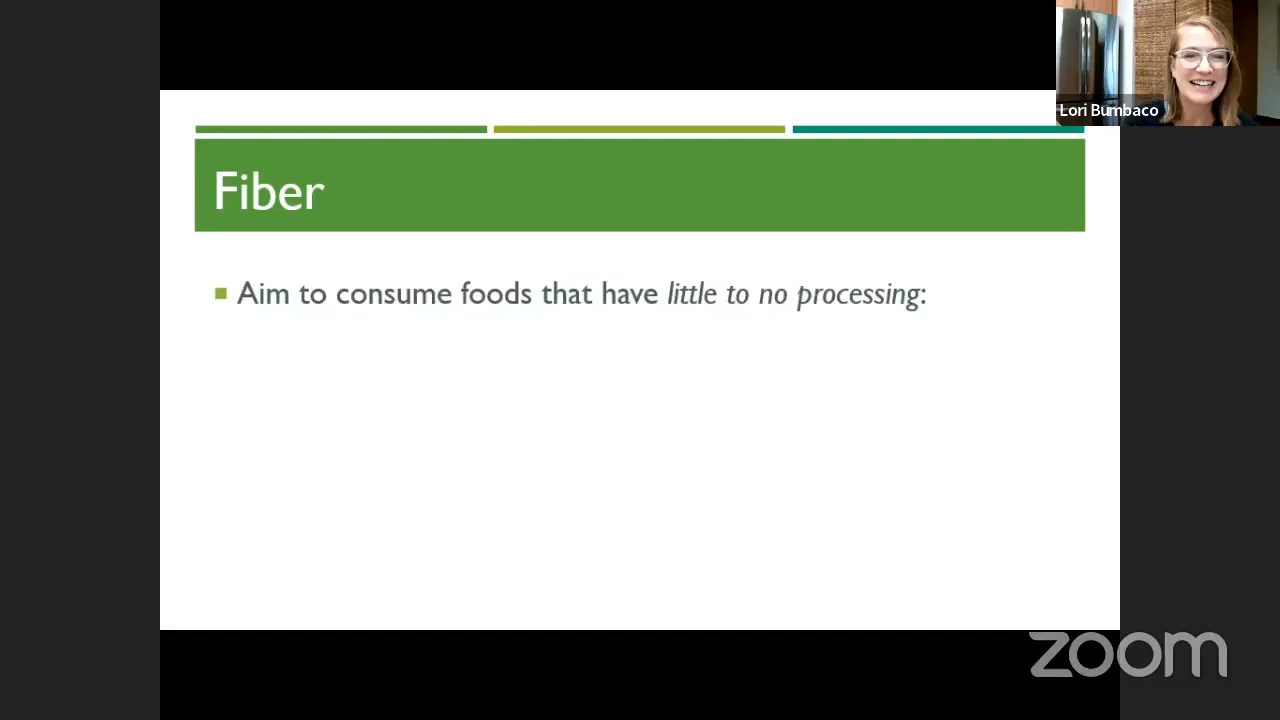 Lori Bumbaco
Fiber
Aim to consume foods that have little to no processing:
zoom